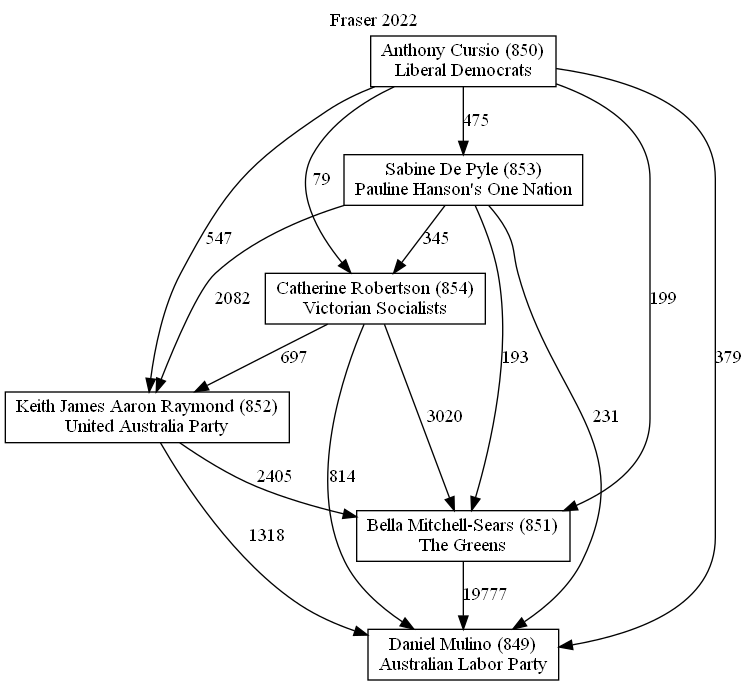 Fraser 2022
Anthony Cursio (850)
Liberal Democrats
475
Sabine De Pyle (853)
Pauline Hanson's One Nation
79
547
345
2082
199
Catherine Robertson (854)
Victorian Socialists
697
193
379
Keith James Aaron Raymond (852)
United Australia Party
3020
231
2405
814
Bella Mitchell-Sears (851)
The Greens
1318
19777
Daniel Mulino (849)
Australian Labor Party